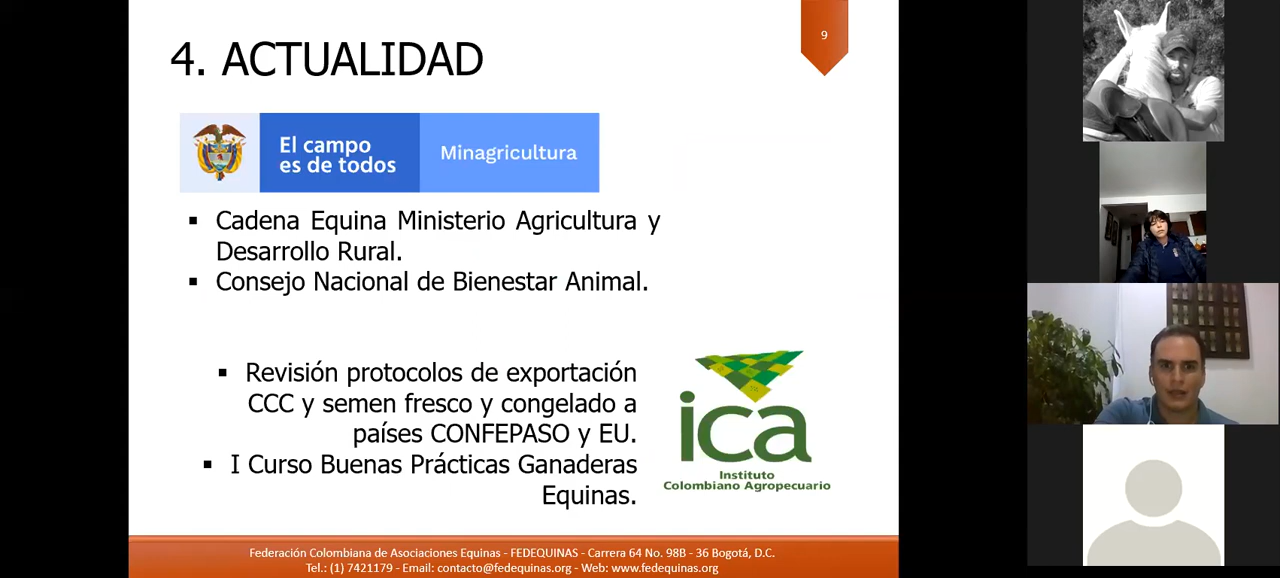 4. ACTUALIDAD
9
El campo
es de todos
Minagricultura
▪ Cadena Equina Ministerio Agricultura y
Desarrollo Rural.
▪ Consejo Nacional de Bienestar Animal.
▪ Revisión protocolos de exportación
CCC y semen fresco y congelado a
países CONFEPASO y EU.
▪ I Curso Buenas Prácticas Ganaderas
Equinas.
ica
Instituto
Colombiano Agropecuario
Federación Colombiana de Asociaciones Equinas - FEDEQUINAS - Carrera 64 No. 98B - 36 Bogotá, D.C.
Tel.: (1) 7421179 - Email: contacto@fedequinas.org - Web: www.fedequinas.org